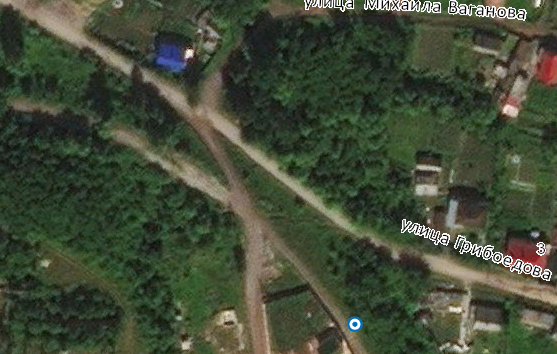 улица Михаила Ваганова
улица Грибоедова
3